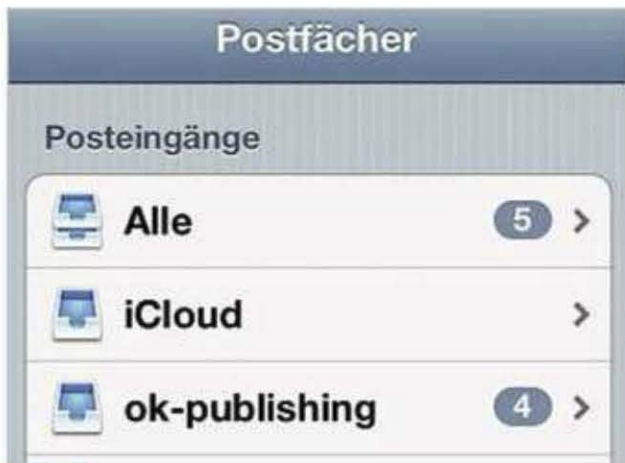 Postfächer
Posteingänge
Alle 5
iCloud
ok-publishing 4